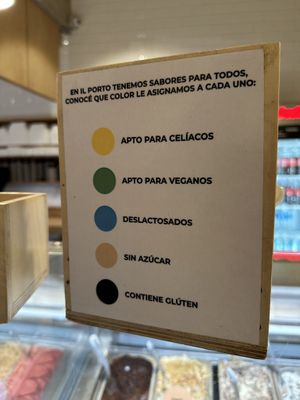 EN IL PORTO TENEMOS SABORES PARA TODOS,
CONOCÉ QUE COLOR LE ASIGNAMOS A CADA UNO:
APTO PARA CELÍACOS
APTO PARA VEGANOS
DESLACTOSADOS
SIN AZÚCAR
CONTIENE GLÚTEN